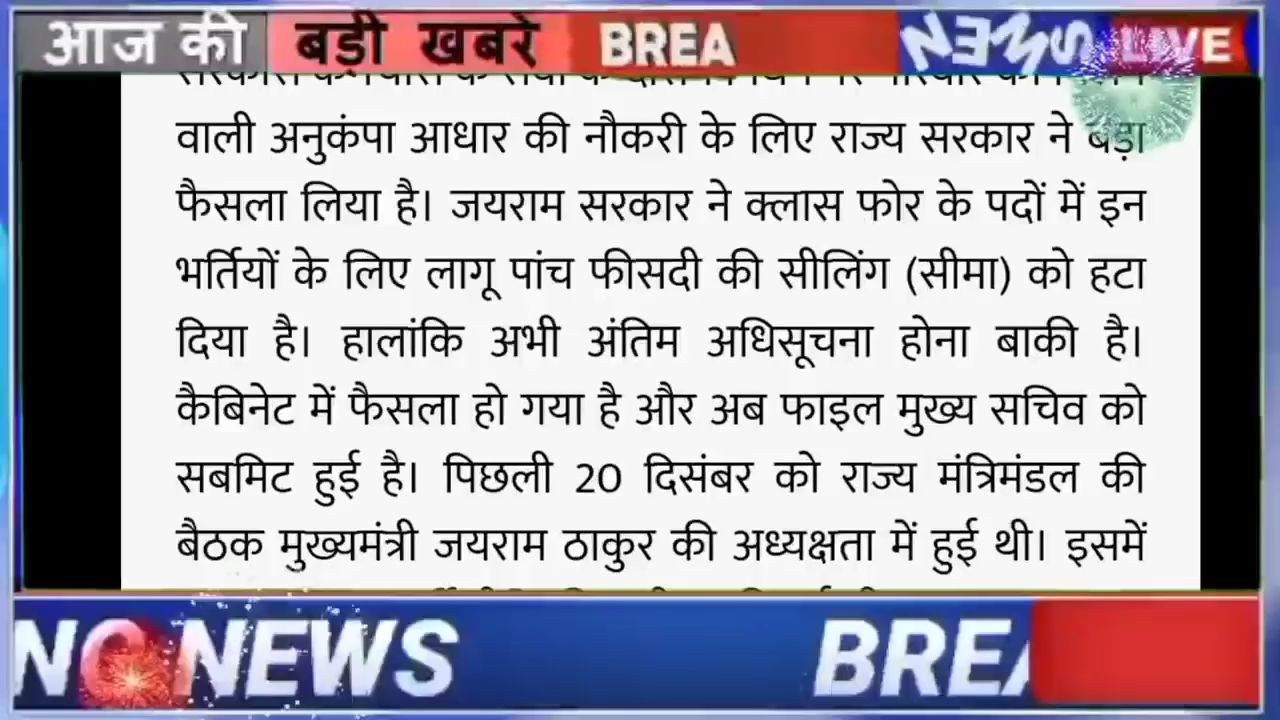 आज की बडी खबरे BREA NEWS LIVE
वाली अनुकंपा आधार की नौकरी के लिए राज्य सरकार ने बड़ा
फैसला लिया है। जयराम सरकार ने क्लास फोर के पदों में इन
भर्तियों के लिए लागू पांच फीसदी की सीलिंग (सीमा) को हटा
दिया है। हालांकि अभी अंतिम अधिसूचना होना बाकी है।
कैबिनेट में फैसला हो गया है और अब फाइल मुख्य सचिव को
सबमिट हुई है। पिछली 20 दिसंबर को राज्य मंत्रिमंडल की
बैठक मुख्यमंत्री जयराम ठाकुर की अध्यक्षता में हुई थी। इसमें
NG NEWS BREA